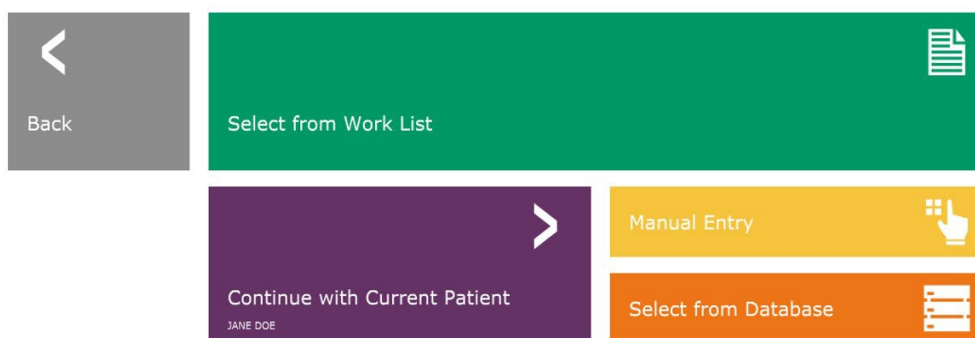 Back
Select from Work List
Continue with Current Patient
JANE DOE
Manual Entry
Select from Database